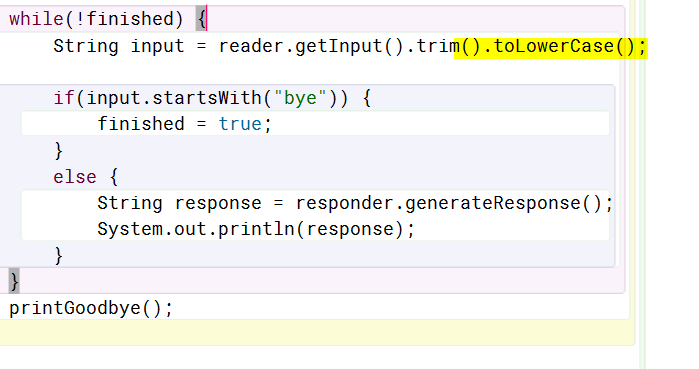 while(!finished) {
String input = reader.getInput().trim().toLowerCase();
if(input.startsWith("bye")) {
finished = true;
}
else {
String response = responder.generateResponse();
System.out.println(response);
}
}
printGoodbye();